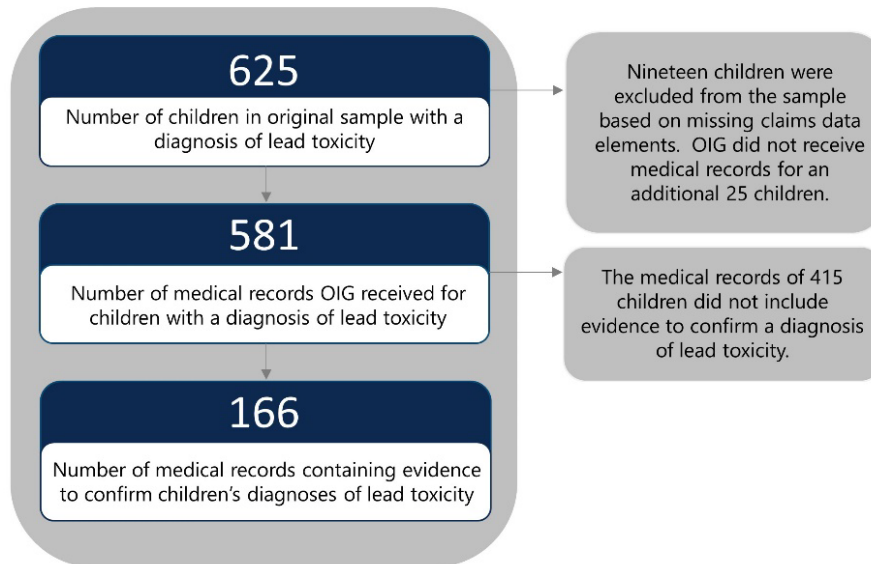 625
Number of children in original sample with a
diagnosis of lead toxicity
Nineteen children were
excluded from the sample
based on missing claims data
elements.  OIG did not receive
medical records for an
additional 25 children.
581
Number of medical records OIG received for
children with a diagnosis of lead toxicity
The medical records of 415
children did not include
evidence to confirm a diagnosis
of lead toxicity.
166
Number of medical records containing evidence
to confirm children’s diagnoses of lead toxicity